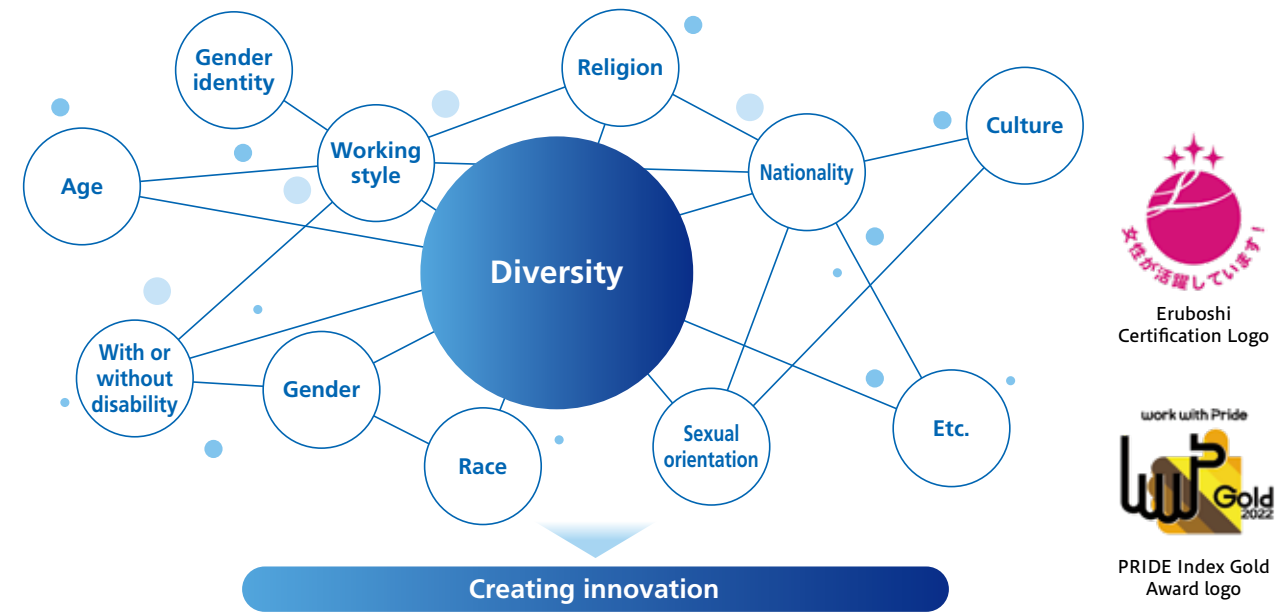 Gender
identity
Religion
Culture
Working
style
Age
Nationality
Diversity
With or
without
disability
Gender
Race
Sexual
orientation
Etc.
Creating innovation
女性が活躍しています！
Eruboshi
Certification Logo
work with Pride
wwP
Gold
2022
PRIDE Index Gold
Award logo